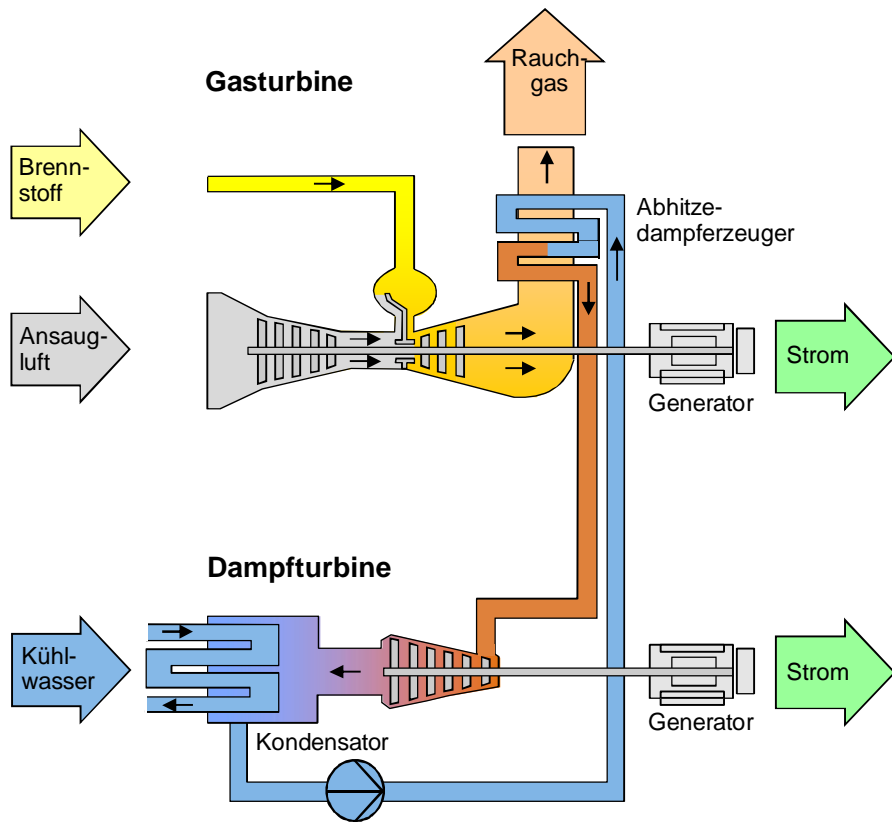 Rauch-
gas
Gasturbine
Brenn-
stoff
Abhitze-
dampferzeuger
Ansaug-
luft
Strom
Generator
Dampfturbine
Kühl-
wasser
Strom
Generator
Kondensator